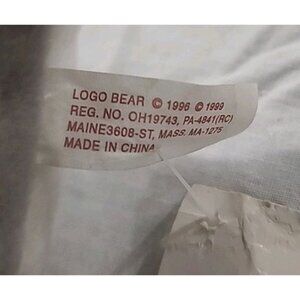 LOGO BEAR © 1996 © 1999
REG. NO. OH19743, PA-4841(RC)
MAINE3608-ST, MASS. MA-1275
MADE IN CHINA